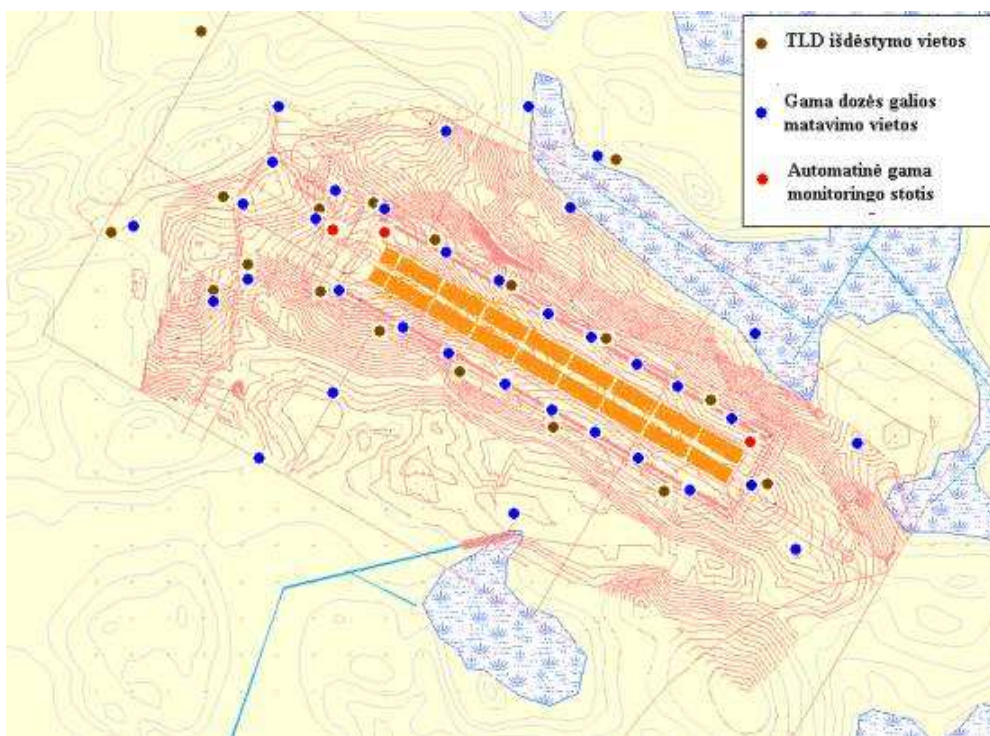 TLD išdėstymo vietos
Gama dozės galios
matavimo vietos
Automatinė gama
monitoringo stotis